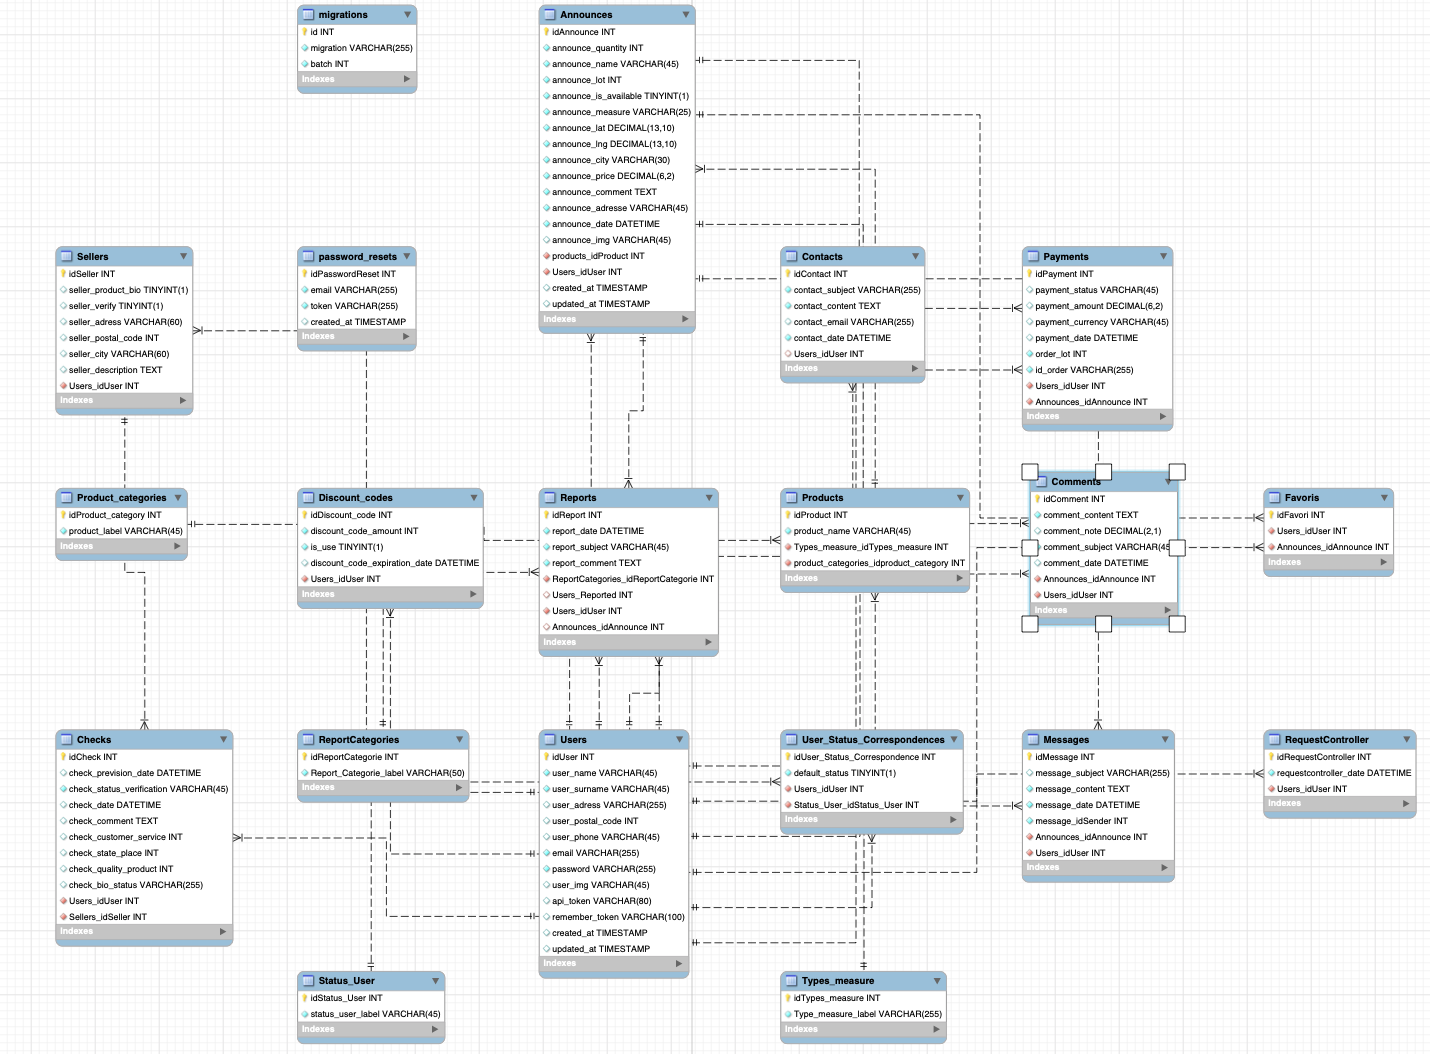 migrations
id INT
migration VARCHAR(255)
batch INT
Indexes
Announces
idAnnounce INT
announce_quantity INT
announce_name VARCHAR(45)
announce_lot INT
announce_is_available TINYINT(1)
announce_measure VARCHAR(25)
announce_lat DECIMAL(13,10)
announce_lng DECIMAL(13,10)
announce_city VARCHAR(30)
announce_price DECIMAL(6,2)
announce_comment TEXT
announce_adresse VARCHAR(45)
announce_date DATETIME
announce_img VARCHAR(45)
products_idProduct INT
Users_idUser INT
created_at TIMESTAMP
updated_at TIMESTAMP
Indexes
Sellers
idSeller INT
seller_product_bio TINYINT(1)
seller_verify TINYINT(1)
seller_adress VARCHAR(60)
seller_postal_code INT
seller_city VARCHAR(60)
seller_description TEXT
Users_idUser INT
Indexes
password_resets
idPasswordReset INT
email VARCHAR(255)
token VARCHAR(255)
created_at TIMESTAMP
Indexes
Contacts
idContact INT
contact_subject VARCHAR(255)
contact_content TEXT
contact_email VARCHAR(255)
contact_date DATETIME
Users_idUser INT
Indexes
Payments
idPayment INT
payment_status VARCHAR(45)
payment_amount DECIMAL(6,2)
payment_currency VARCHAR(45)
payment_date DATETIME
order_lot INT
id_order VARCHAR(255)
Users_idUser INT
Announces_idAnnounce INT
Indexes
Product_categories
idProduct_category INT
product_label VARCHAR(45)
Indexes
Discount_codes
idDiscount_code INT
discount_code_amount INT
is_use TINYINT(1)
discount_code_expiration_date DATETIME
Users_idUser INT
Indexes
Reports
idReport INT
report_date DATETIME
report_subject VARCHAR(45)
report_comment TEXT
ReportCategories_idReportCategorie INT
Users_Reported INT
Users_idUser INT
Announces_idAnnounce INT
Indexes
Products
idProduct INT
product_name VARCHAR(45)
Types_measure_idTypes_measure INT
product_categories_idproduct_category INT
Indexes
Comments
idComment INT
comment_content TEXT
comment_note DECIMAL(2,1)
comment_subject VARCHAR(45
comment_date DATETIME
Announces_idAnnounce INT
Users_idUser INT
Indexes
Favoris
idFavori INT
Users_idUser INT
Announces_idAnnounce INT
Indexes
Checks
idCheck INT
check_prevision_date DATETIME
check_status_verification VARCHAR(45)
check_date DATETIME
check_comment TEXT
check_customer_service INT
check_state_place INT
check_quality_product INT
check_bio_status VARCHAR(255)
Users_idUser INT
Sellers_idSeller INT
Indexes
ReportCategories
idReportCategorie INT
Report_Categorie_label VARCHAR(50)
Indexes
Users
idUser INT
user_name VARCHAR(45)
user_surname VARCHAR(45)
user_adress VARCHAR(255)
user_postal_code INT
user_phone VARCHAR(45)
email VARCHAR(255)
password VARCHAR(255)
user_img VARCHAR(45)
api_token VARCHAR(80)
remember_token VARCHAR(100)
created_at TIMESTAMP
updated_at TIMESTAMP
Indexes
User_Status_Correspondences
idUser_Status_Correspondence INT
default_status TINYINT(1)
Users_idUser INT
Status_User_idStatus_User INT
Indexes
Messages
idMessage INT
message_subject VARCHAR(255)
message_content TEXT
message_date DATETIME
message_idSender INT
Announces_idAnnounce INT
Users_idUser INT
Indexes
RequestController
idRequestController INT
requestcontroller_date DATETIME
Users_idUser INT
Indexes
Status_User
idStatus_User INT
status_user_label VARCHAR(45)
Indexes
Types_measure
idTypes_measure INT
Type_measure_label VARCHAR(255)
Indexes